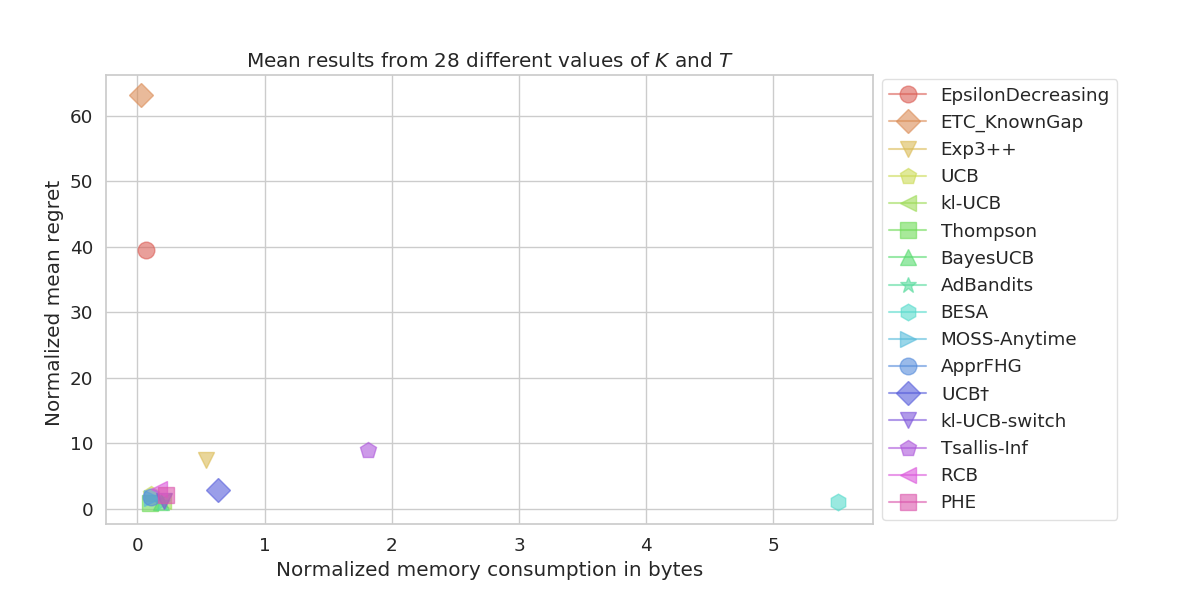 Mean results from 28 different values of K and T
Normalized mean regret
60
50
40
30
20
10
0
0 1 2 3 4 5
Normalized memory consumption in bytes
EpsilonDecreasing
ETC_KnownGap
Exp3++
UCB
kl-UCB
Thompson
BayesUCB
AdBandits
BESA
MOSS-Anytime
ApprFHG
UCB†
kl-UCB-switch
Tsallis-Inf
RCB
PHE